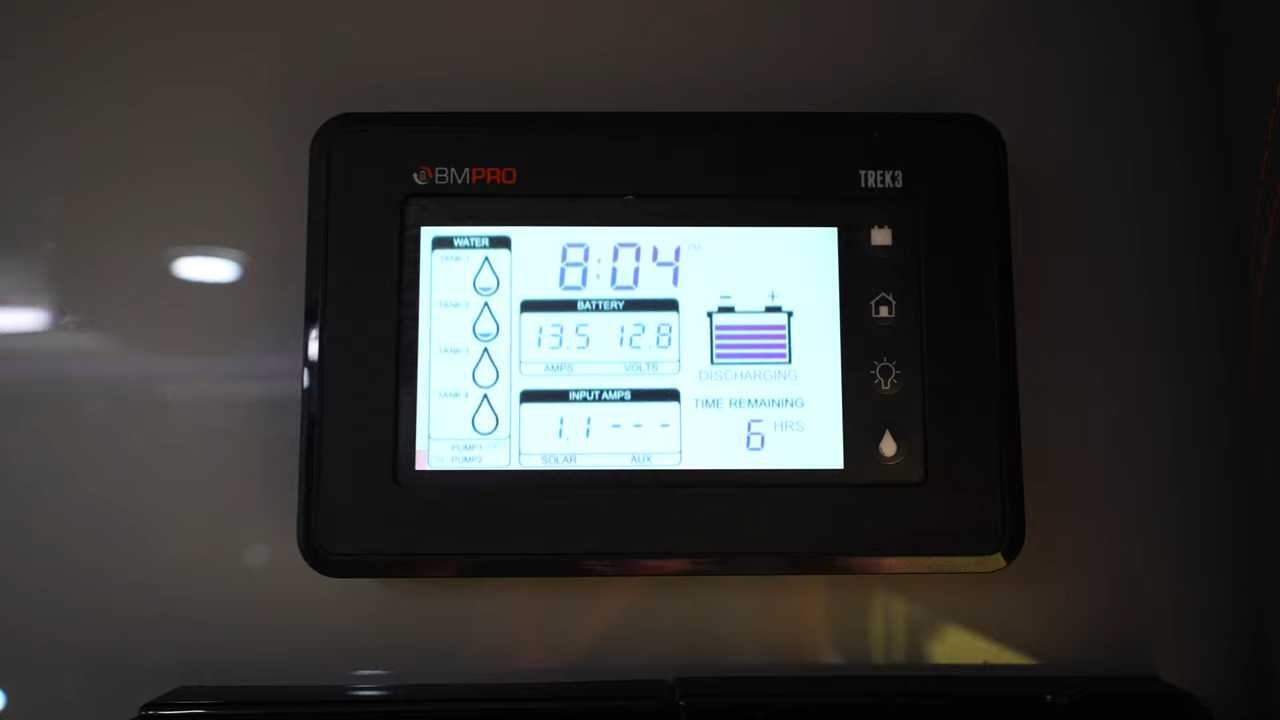 BMPRO
TREK3
WATER
TANK 1
TANK 2
TANK 3
TANK 4
PUMP1
PUMP2
8:04 PM
BATTERY
13.5 12.8
AMPS VOLTS
INPUT AMPS
1.1 ---
SOLAR AUX
- +
DISCHARGING
TIME REMAINING
6 HRS